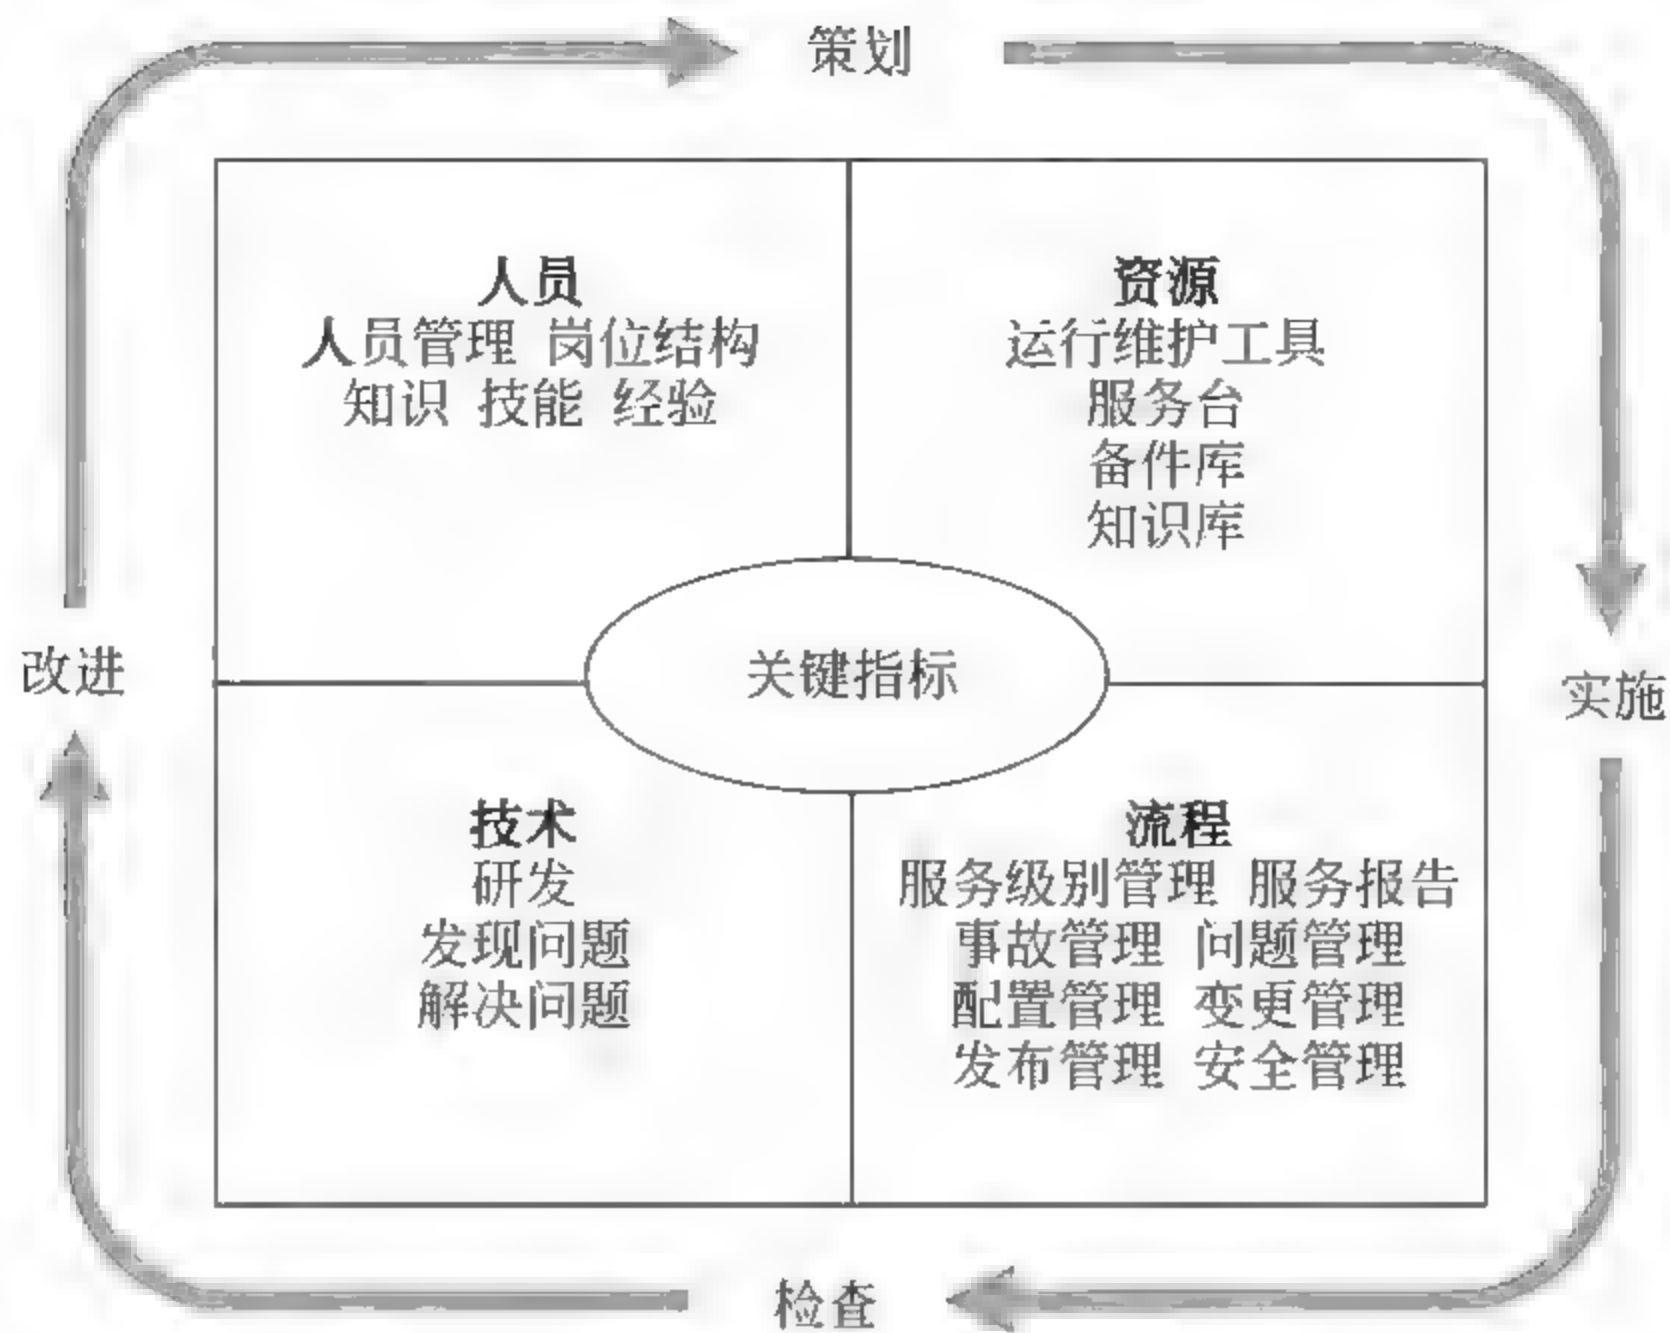 策划
人员
人员管理 岗位结构
知识 技能 经验
资源
运行维护工具
服务台
备件库
知识库
改进
关键指标
实施
技术
研发
发现问题
解决问题
流程
服务级别管理 服务报告
事故管理 问题管理
配置管理 变更管理
发布管理 安全管理
检查